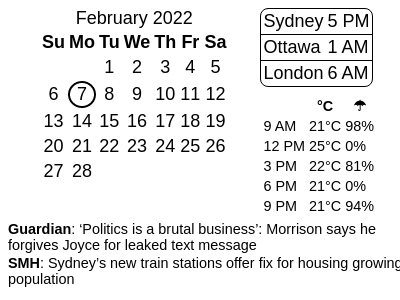 February 2022
Su Mo Tu We Th Fr Sa
1 2 3 4 5
6 7 8 9 10 11 12
13 14 15 16 17 18 19
20 21 22 23 24 25 26
27 28
Sydney 5 PM
Ottawa 1 AM
London 6 AM
°C ☂
9 AM 21°C 98%
12 PM 25°C 0%
3 PM 22°C 81%
6 PM 21°C 0%
9 PM 21°C 94%
Guardian: ‘Politics is a brutal business’: Morrison says he
forgives Joyce for leaked text message
SMH: Sydney’s new train stations offer fix for housing growing
population